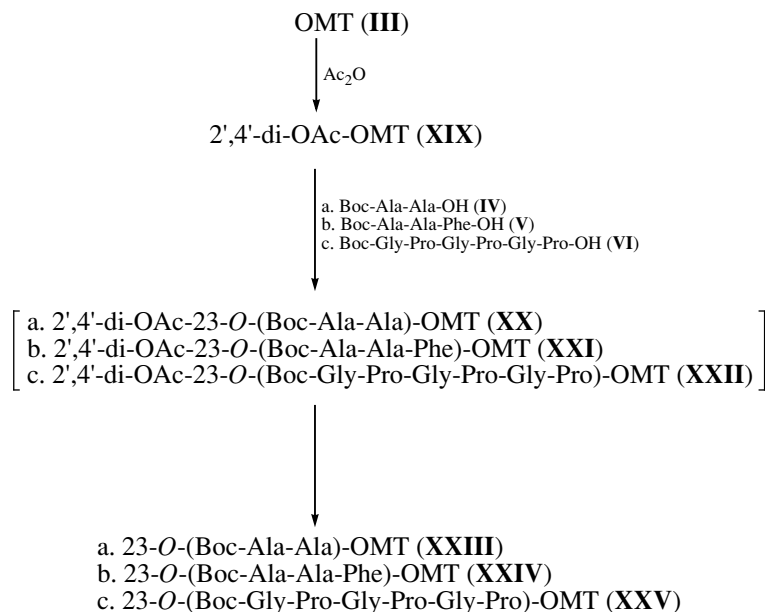 OMT (III)
Ac2O
2',4'-di-OAc-OMT (XIX)
a. Boc-Ala-Ala-OH (IV)
b. Boc-Ala-Ala-Phe-OH (V)
c. Boc-Gly-Pro-Gly-Pro-Gly-Pro-OH (VI)
a. 2',4'-di-OAc-23-O-(Boc-Ala-Ala)-OMT (XX)
b. 2',4'-di-OAc-23-O-(Boc-Ala-Ala-Phe)-OMT (XXI)
c. 2',4'-di-OAc-23-O-(Boc-Gly-Pro-Gly-Pro-Gly-Pro)-OMT (XXII)
a. 23-O-(Boc-Ala-Ala)-OMT (XXIII)
b. 23-O-(Boc-Ala-Ala-Phe)-OMT (XXIV)
c. 23-O-(Boc-Gly-Pro-Gly-Pro-Gly-Pro)-OMT (XXV)